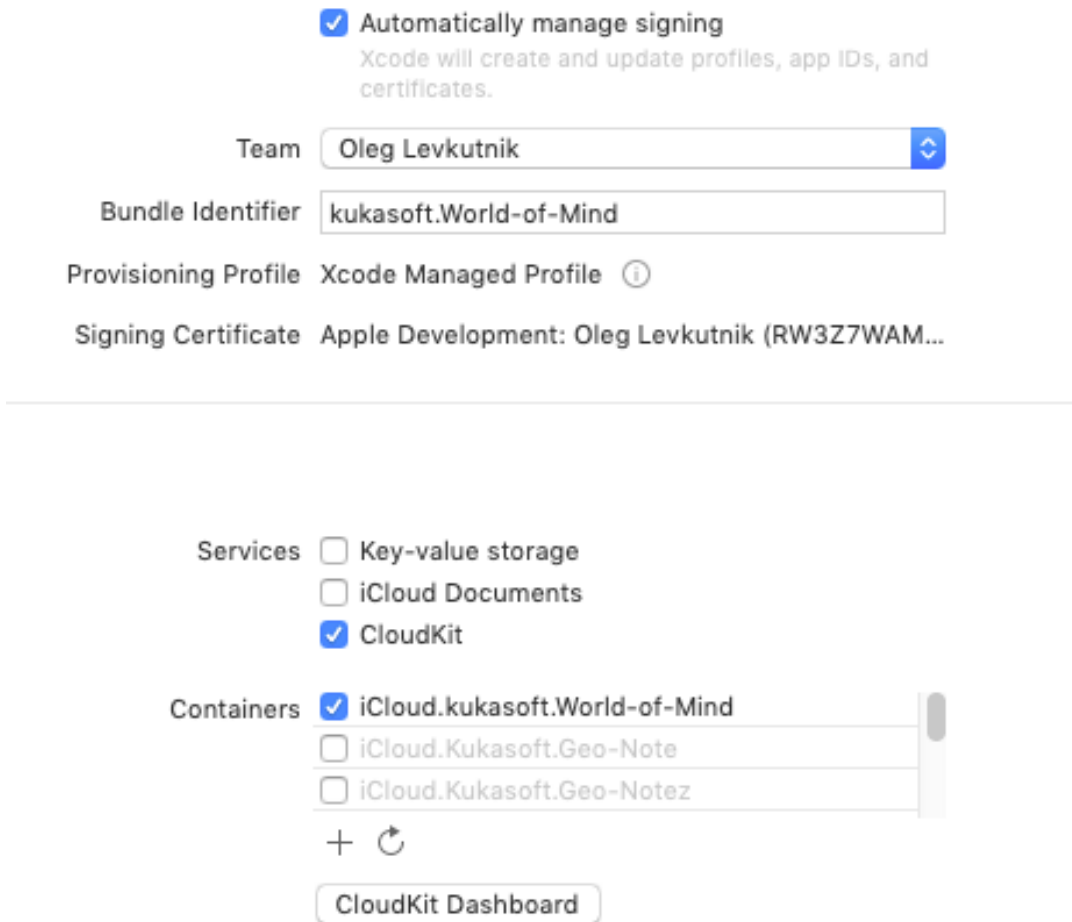 Automatically manage signing
Xcode will create and update profiles, app IDs, and
certificates.
Team Oleg Levkutnik
Bundle Identifier kukasoft.World-of-Mind
Provisioning Profile Xcode Managed Profile
Signing Certificate Apple Development: Oleg Levkutnik (RW3Z7WAM...
Services Key-value storage
iCloud Documents
CloudKit
Containers iCloud.kukasoft.World-of-Mind
iCloud.Kukasoft.Geo-Note
iCloud.Kukasoft.Geo-Notez
CloudKit Dashboard